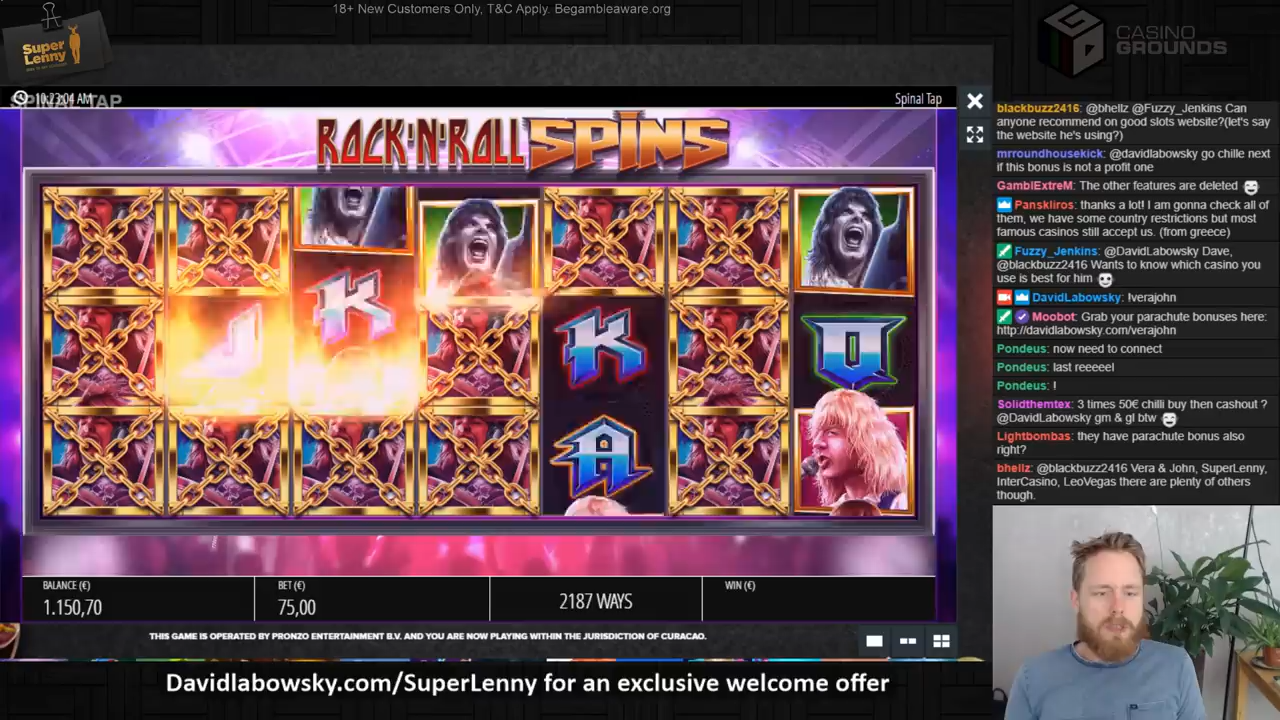 18+ New Customers Only, T&C Apply. Begambleaware.org
Super
Lenny
CASINO
GROUNDS
10:23:04 AM
SPINAL TAP
Spinal Tap
ROCK'N'ROLL SPINS
J
K
K
Q
A
BALANCE (€)
1.150,70
BET (€)
75,00
2187 WAYS
WIN (€)
THIS GAME IS OPERATED BY PRONZO ENTERTAINMENT B.V. AND YOU ARE NOW PLAYING WITHIN THE JURISDICTION OF CURACAO.
Davidlabowsky.com/SuperLenny for an exclusive welcome offer
blackbuzz2416: @bhellz @Fuzzy_Jenkins Can
anyone recommend on good slots website?(let's say
the website he's using?)
mrroundhousekick: @davidlabowsky go chille next
if this bonus is not a profit one
GamblExtreM: The other features are deleted
Panskliros: thanks a lot! I am gonna check all of
them, we have some country restrictions but most
famous casinos still accept us. (from greece)
Fuzzy_Jenkins: @DavidLabowsky Dave,
@blackbuzz2416 Wants to know which casino you
use is best for him
DavidLabowsky: !verajohn
Moobot: Grab your parachute bonuses here:
http://davidlabowsky.com/verajohn
Pondeus: now need to connect
Pondeus: last reeeeel
Pondeus: !
Solidthemtex: 3 times 50€ chilli buy then cashout ?
@DavidLabowsky gm & gl btw
Lightbombas: they have parachute bonus also
right?
bhellz: @blackbuzz2416 Vera & John, SuperLenny,
InterCasino, LeoVegas there are plenty of others
though.